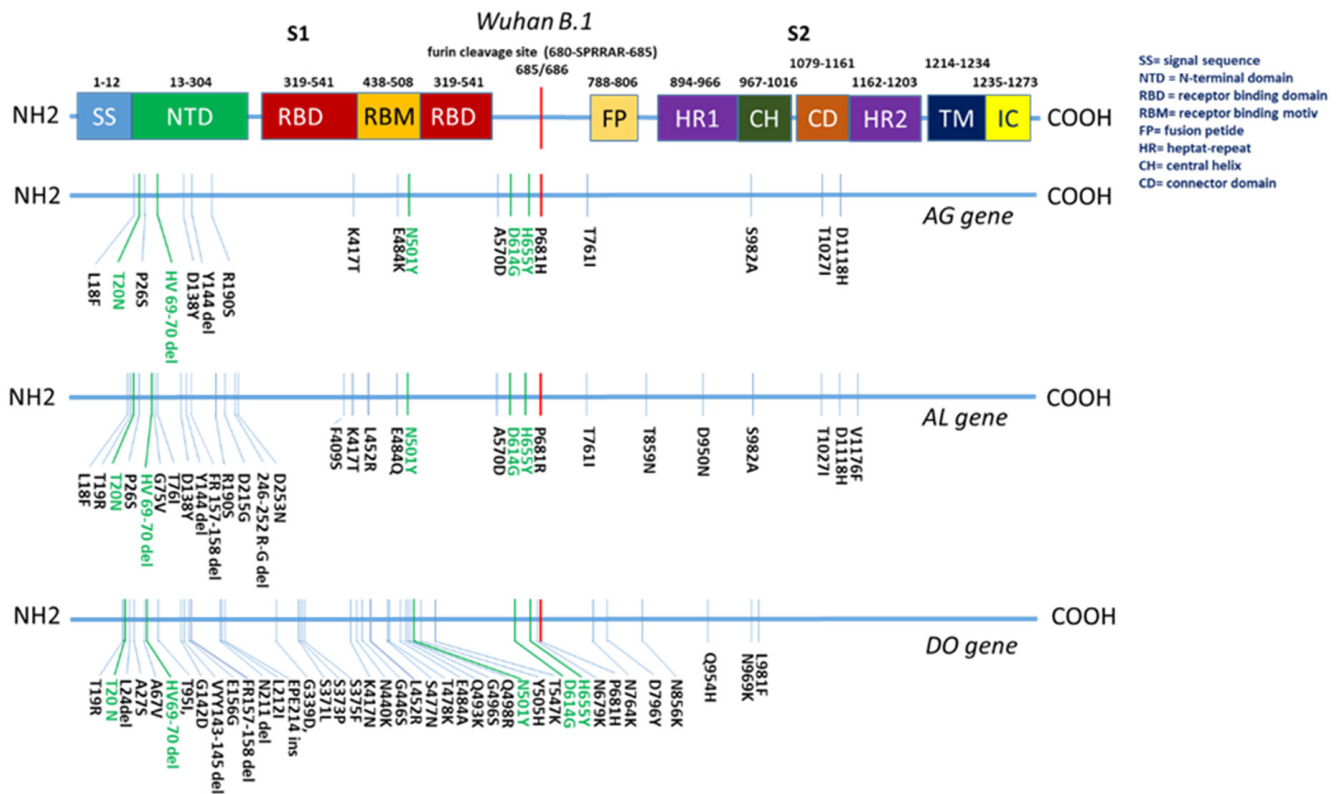 Wuhan B.1
S1
S2
furin cleavage site (680-SPRRAR-685)
685/686
1-12
13-304
319-541
438-508
319-541
788-806
894-966
967-1016
1079-1161
1162-1203
1214-1234
1235-1273
NH2
SS
NTD
RBD
RBM
RBD
FP
HR1
CH
CD
HR2
TM
IC
COOH
SS= signal sequence
NTD = N-terminal domain
RBD = receptor binding domain
RBM= receptor binding motiv
FP= fusion petide
HR= heptat-repeat
CH= central helix
CD= connector domain
NH2
COOH
AG gene
L18F
T20N
P26S
HV 69-70 del
D138Y
Y144 del
R190S
K417T
E484K
N501Y
A570D
D614G
H655Y
P681H
T761I
S982A
T1027I
D1118H
NH2
COOH
AL gene
L18F
T19R
T20N
P26S
HV 69-70 del
G75V
T76I
D138Y
Y144 del
FR 157-158 del
R190S
D215G
246-252 R-G del
D253N
F409S
K417T
L452R
E484Q
N501Y
A570D
D614G
H655Y
P681R
T761I
T859N
D950N
S982A
T1027I
D1118H
V1176F
NH2
COOH
DO gene
T19R
T20 N
L24del
A27S
A67V
HV69-70 del
T95I,
G142D
VYY143-145 del
E156G
FR157-158 del
N211 del
L212I
EPE214 ins
G339D,
S371L
S373P
S375F
K417N
N440K
G446S
L452R
S477N
T478K
E484A
Q493K
G496S
Q498R
N501Y
Y505H
T547K
D614G
H655Y
N679K
P681H
N764K
D796Y
N856K
Q954H
N969K
L981F